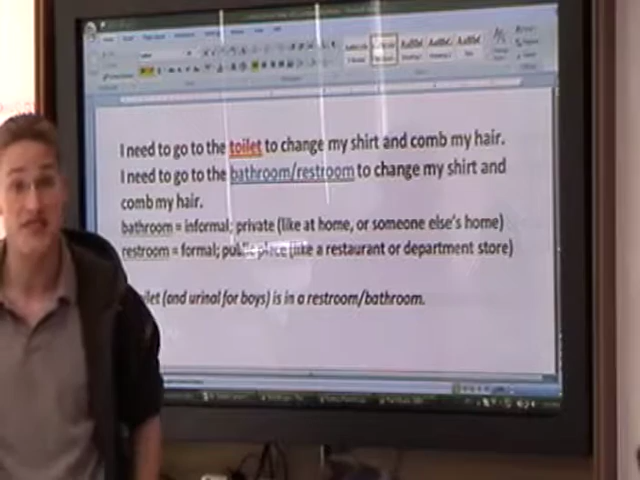 I need to go to the toilet to change my shirt and comb my hair.
I need to go to the bathroom/restroom to change my shirt and
comb my hair.
bathroom = informal; private (like at home, or someone else's home)
restroom = formal; public place (like a restaurant or department store)
(and urinal for boys) is in a restroom/bathroom.